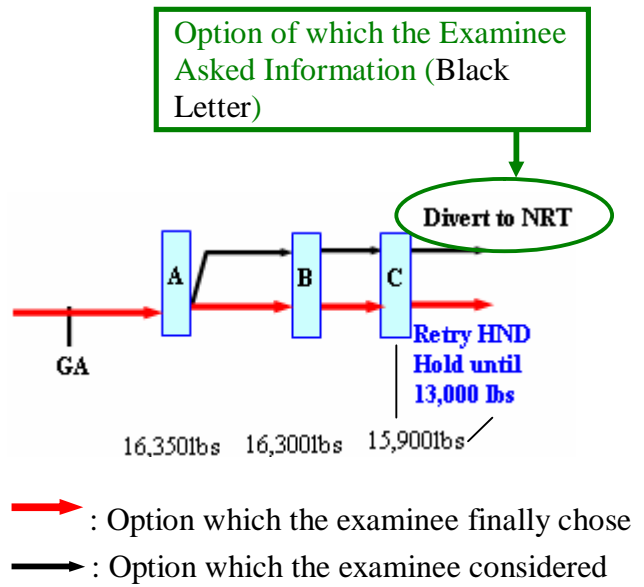 Option of which the Examinee
Asked Information (Black
Letter)
Divert to NRT
A
B
C
GA
Retry HND
Hold until
13,000 lbs
16,350lbs
16,300lbs
15,900lbs
: Option which the examinee finally chose
: Option which the examinee considered